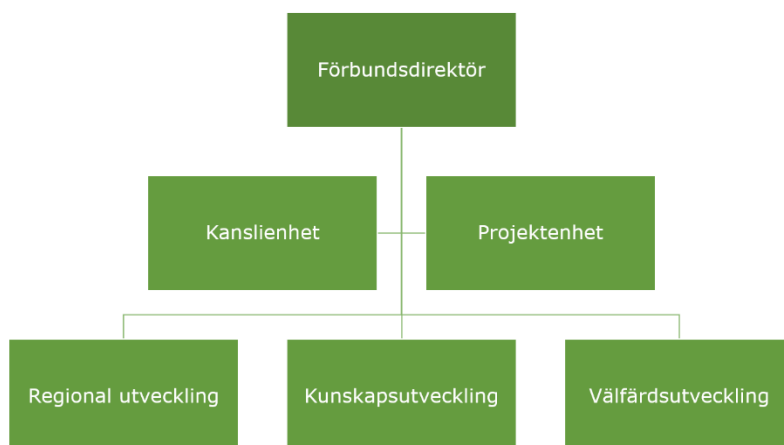 Förbundsdirektör
Kanslienhet
Projektenhet
Regional utveckling
Kunskapsutveckling
Välfärdsutveckling